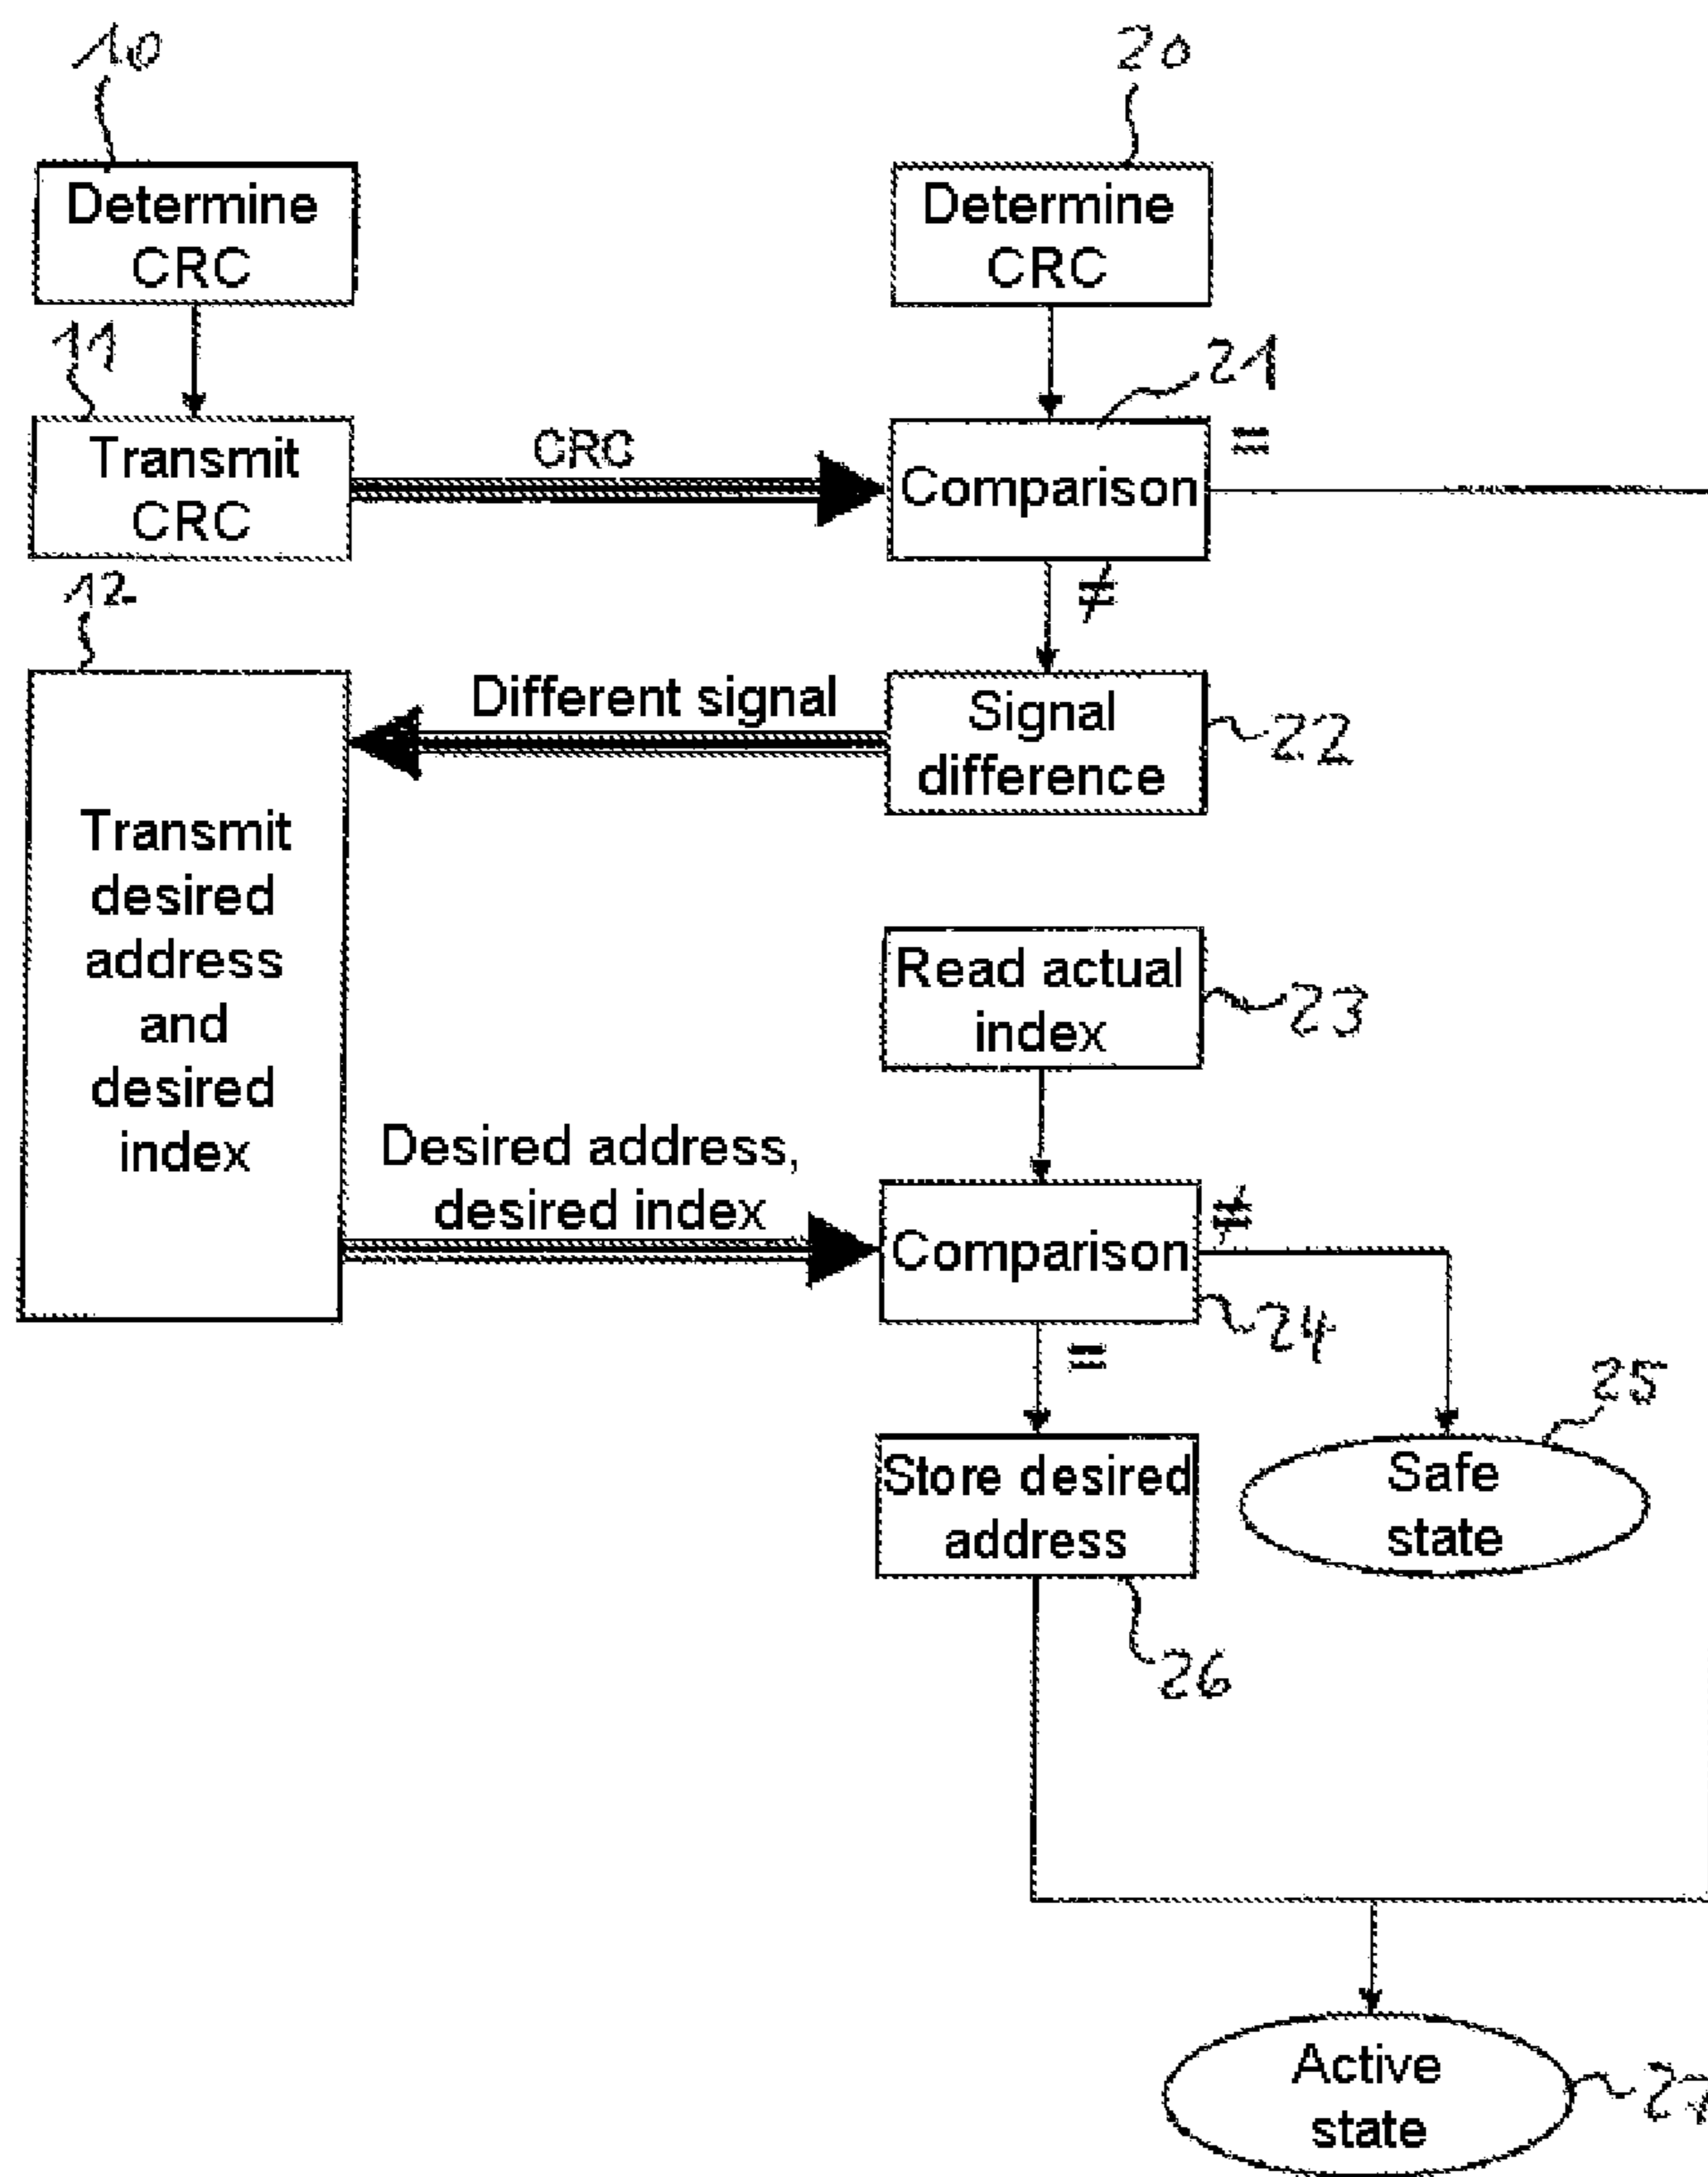 10
20
Determine
CRC
Determine
CRC
11
21
Transmit
CRC
CRC
Comparison
=
≠
12
Different signal
Signal
difference
22
Transmit
desired
address
and
desired
index
Read actual
index
23
Desired address,
desired index
Comparison
≠
24
=
25
Store desired
address
Safe
state
26
Active
state
27